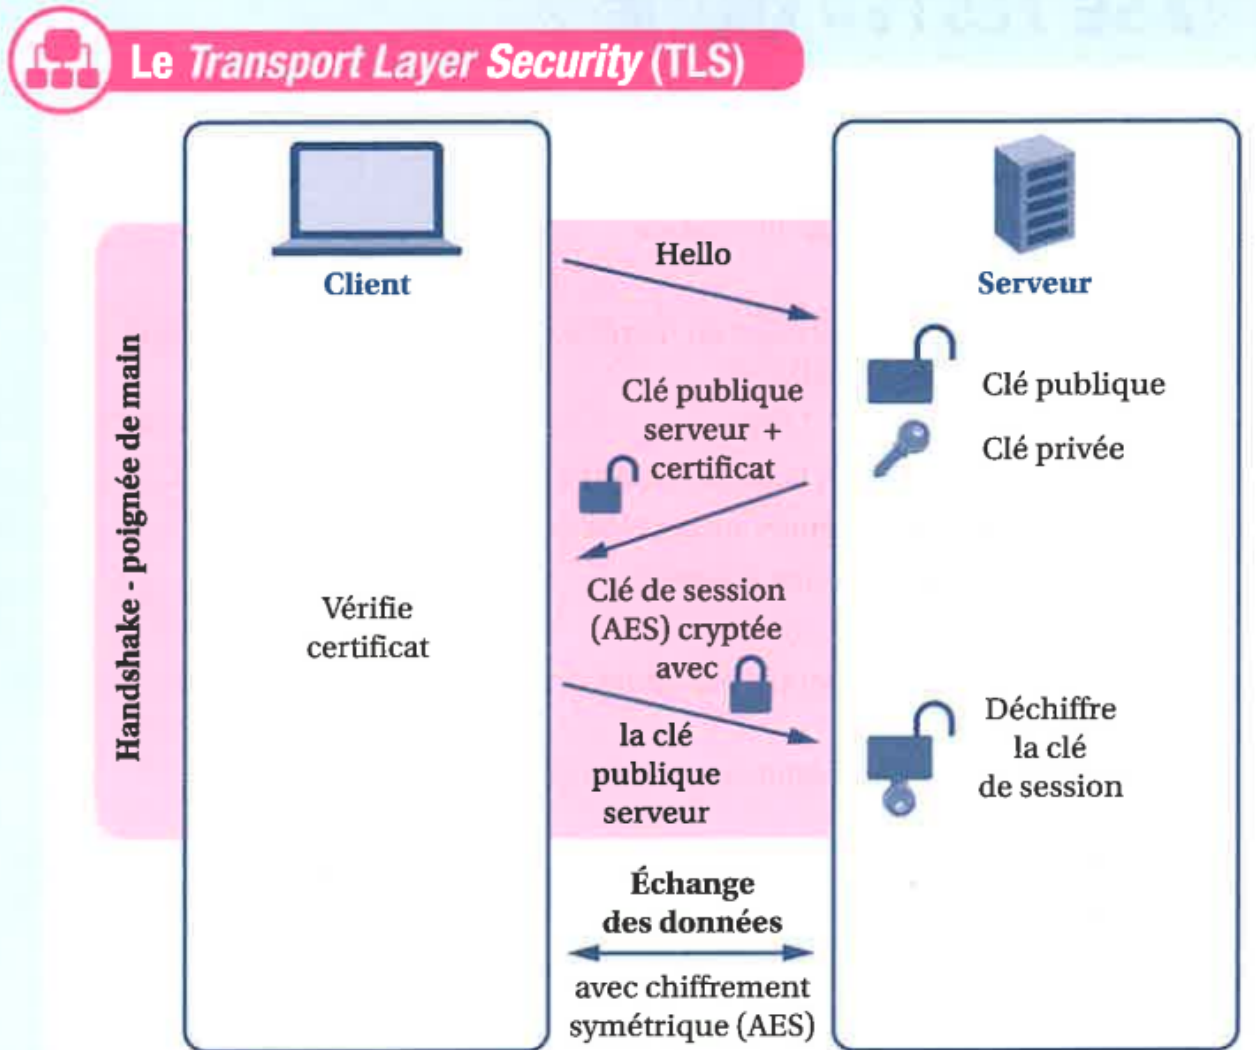 Le Transport Layer Security (TLS)
Client
Serveur
Handshake - poignée de main
Hello
Clé publique
Clé privée
Clé publique
serveur +
certificat
Vérifie
certificat
Clé de session
(AES) cryptée
avec
la clé
publique
serveur
Déchiffre
la clé
de session
Échange
des données
avec chiffrement
symétrique (AES)